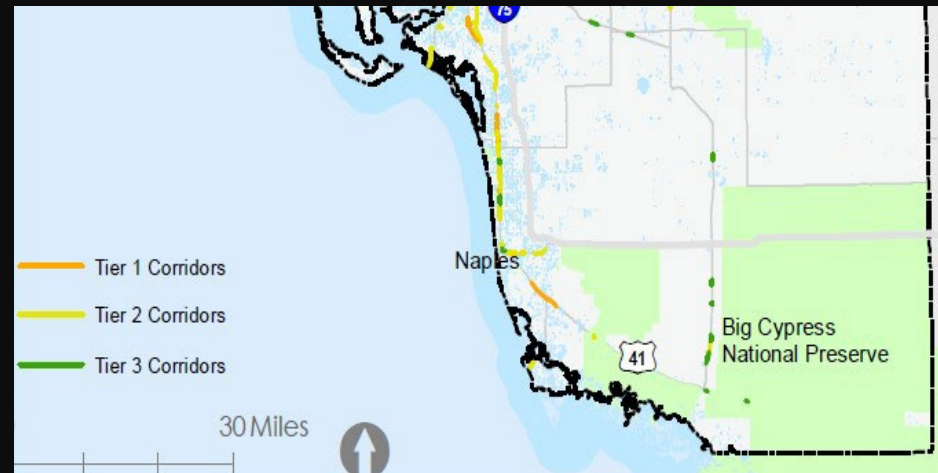 75
Naples
Tier 1 Corridors
Tier 2 Corridors
Tier 3 Corridors
Big Cypress
National Preserve
41
30 Miles